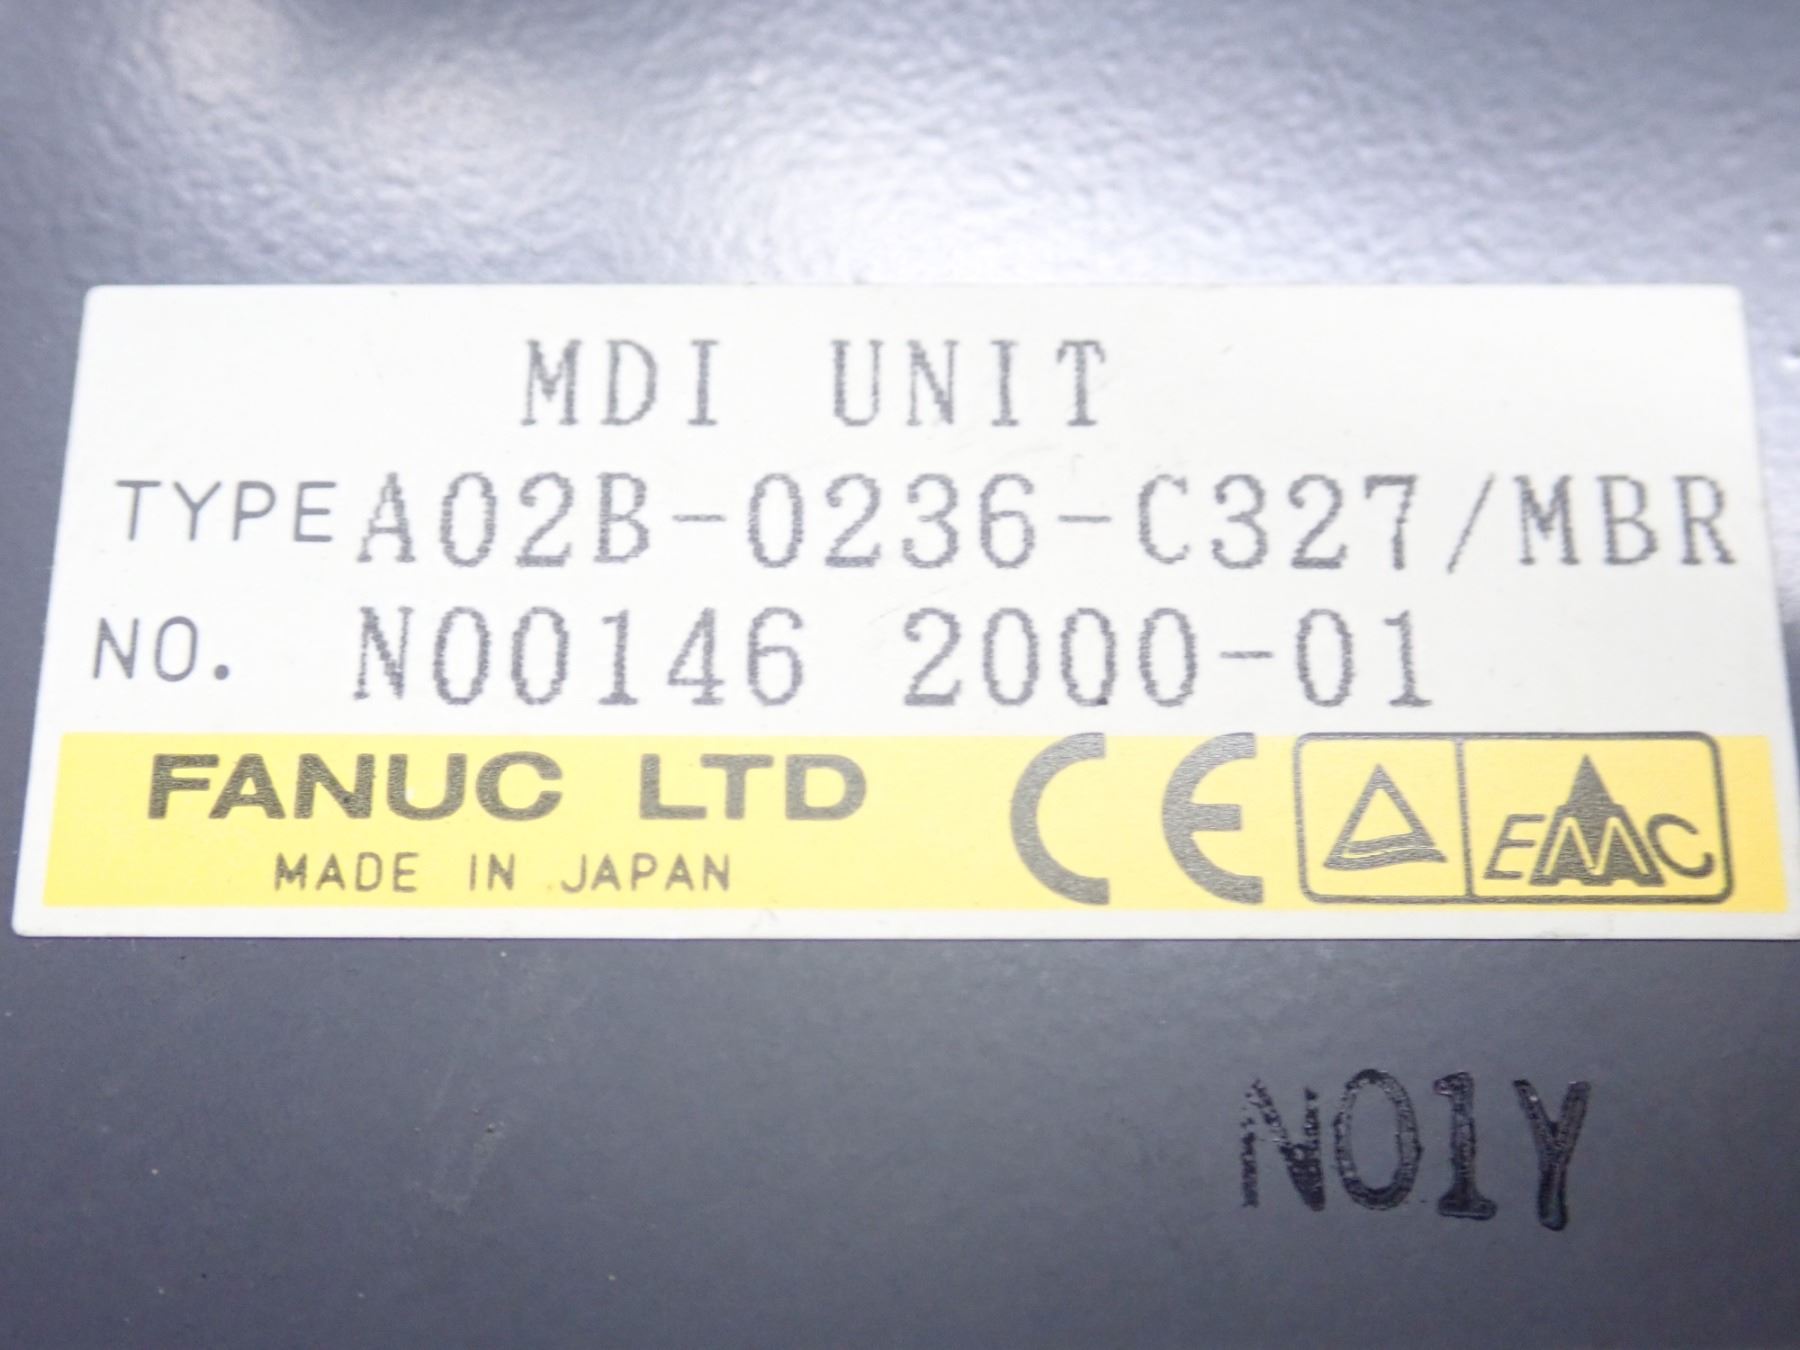 MDI UNIT
TYPE A02B-0236-C327/MBR
NO. N00146 2000-01
FANUC LTD
MADE IN JAPAN
CE
EMC
N01Y